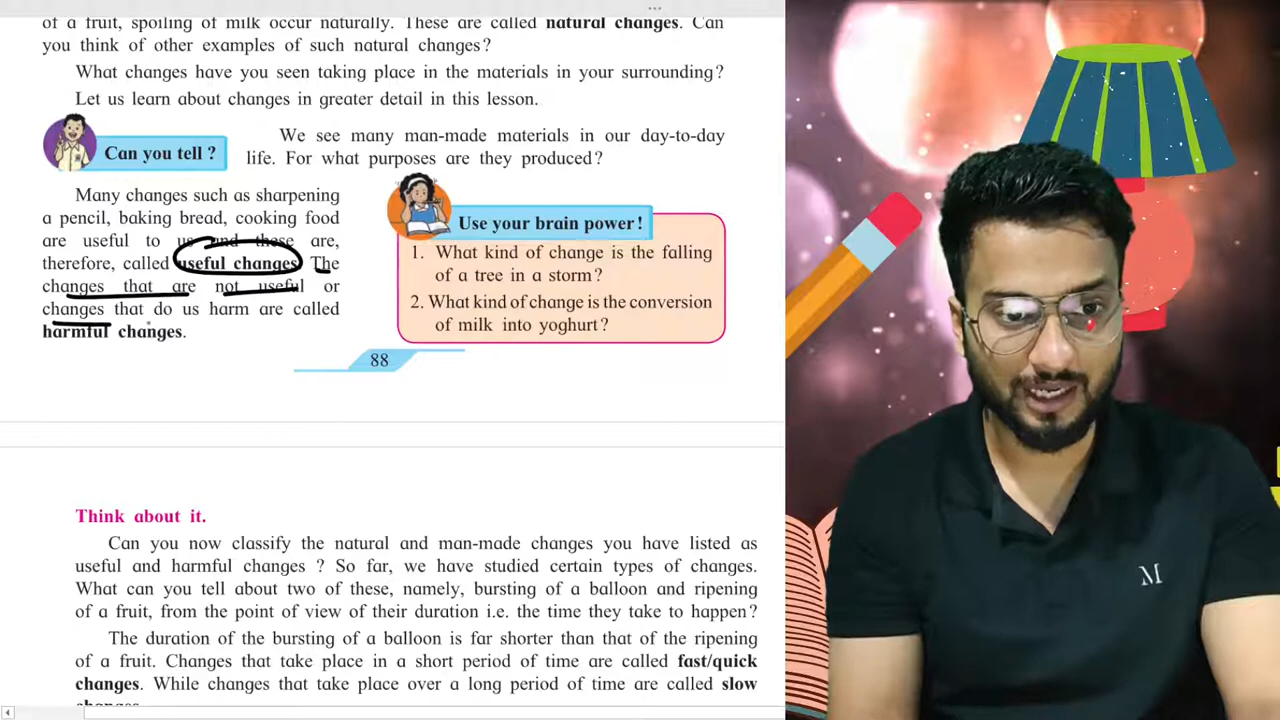 of a fruit, spoiling of milk occur naturally. These are called natural changes. Can
you think of other examples of such natural changes?
What changes have you seen taking place in the materials in your surrounding?
Let us learn about changes in greater detail in this lesson.
Can you tell ?
We see many man-made materials in our day-to-day
life. For what purposes are they produced?
Many changes such as sharpening
a pencil, baking bread, cooking food
are useful to us and these are,
therefore, called useful changes. The
changes that are not useful or
changes that do us harm are called
harmful changes.
Use your brain power!
1. What kind of change is the falling
of a tree in a storm?
2. What kind of change is the conversion
of milk into yoghurt?
88
Think about it.
Can you now classify the natural and man-made changes you have listed as
useful and harmful changes ? So far, we have studied certain types of changes.
What can you tell about two of these, namely, bursting of a balloon and ripening
of a fruit, from the point of view of their duration i.e. the time they take to happen?
The duration of the bursting of a balloon is far shorter than that of the ripening
of a fruit. Changes that take place in a short period of time are called fast/quick
changes. While changes that take place over a long period of time are called slow
changes.
M